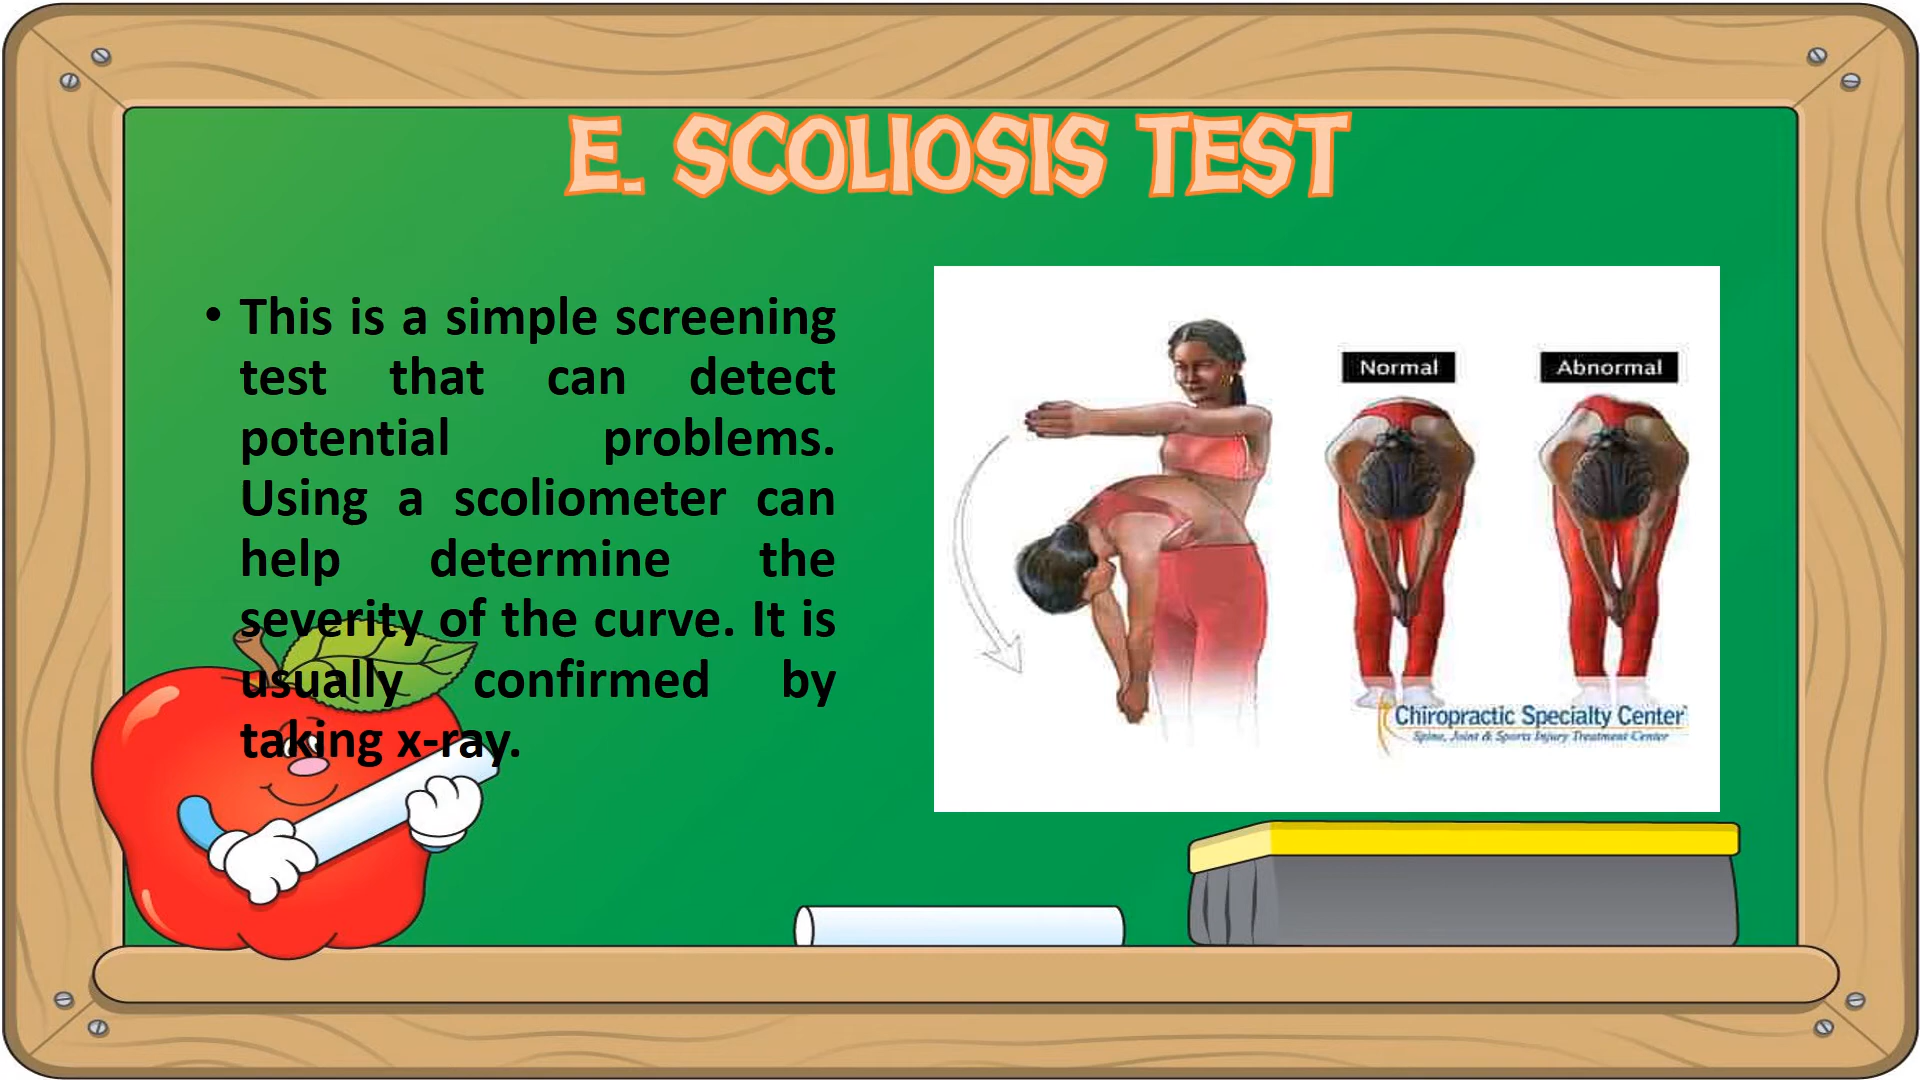 E. SCOLIOSIS TEST
• This is a simple screening
test that can detect
potential problems.
Using a scoliometer can
help determine the
severity of the curve. It is
usually confirmed by
taking x-ray.
Normal
Abnormal
Chiropractic Specialty Center
Spine, Joint & Sports Injury Treatment Center